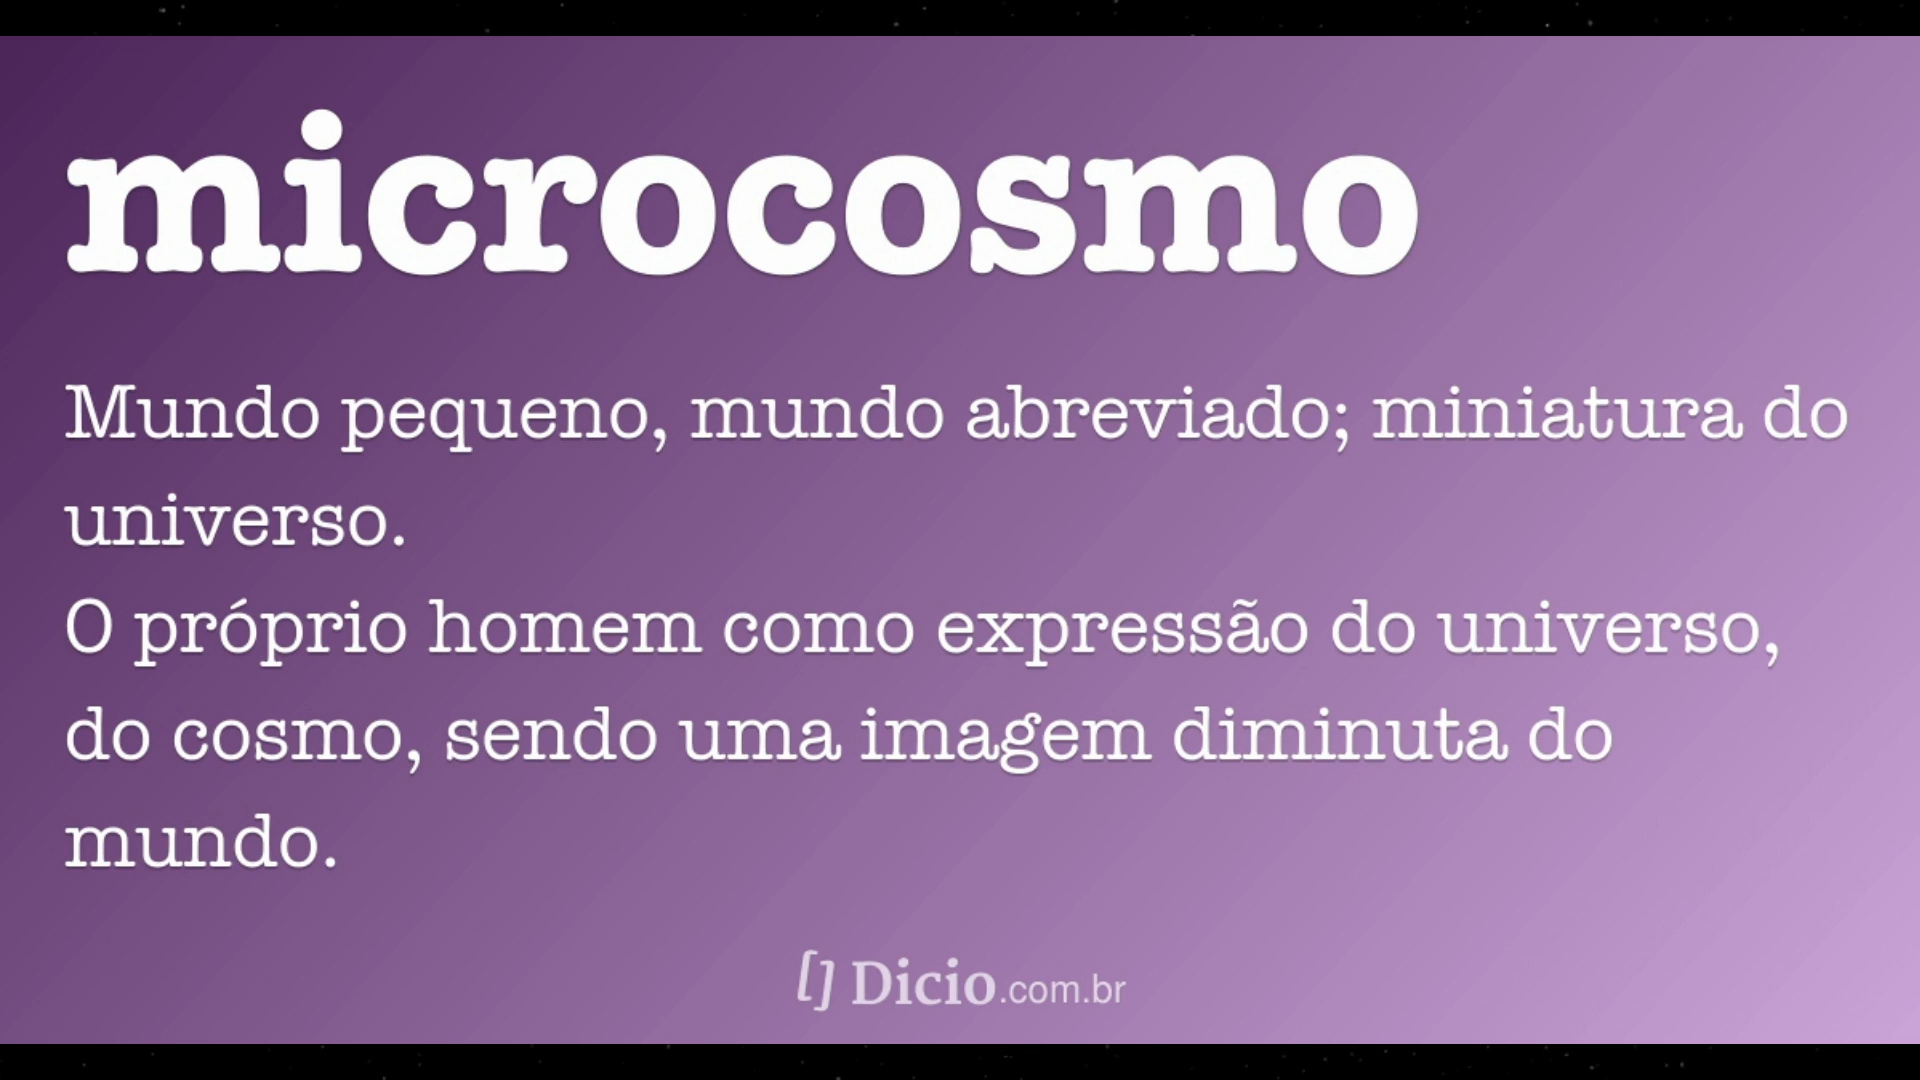 microcosmo
Mundo pequeno, mundo abreviado; miniatura do
universo.
O próprio homem como expressão do universo,
do cosmo, sendo uma imagem diminuta do
mundo.
[] Dicio.com.br